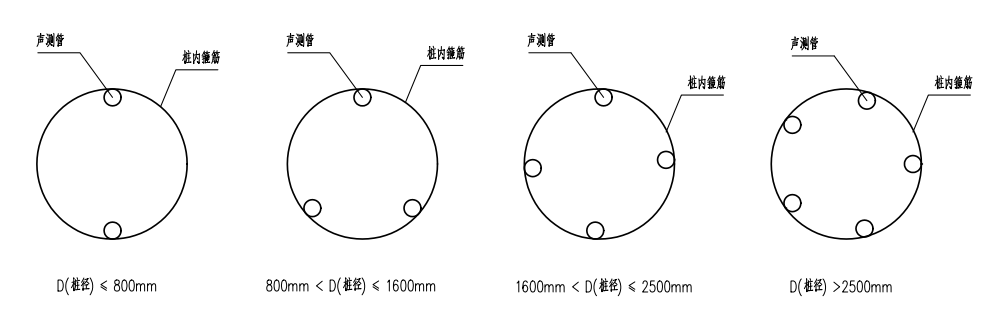 声测管
桩内箍筋
声测管
桩内箍筋
声测管
桩内箍筋
声测管
桩内箍筋
D(桩径) ≤ 800mm
800mm < D(桩径) ≤ 1600mm
1600mm < D(桩径) ≤ 2500mm
D(桩径) >2500mm